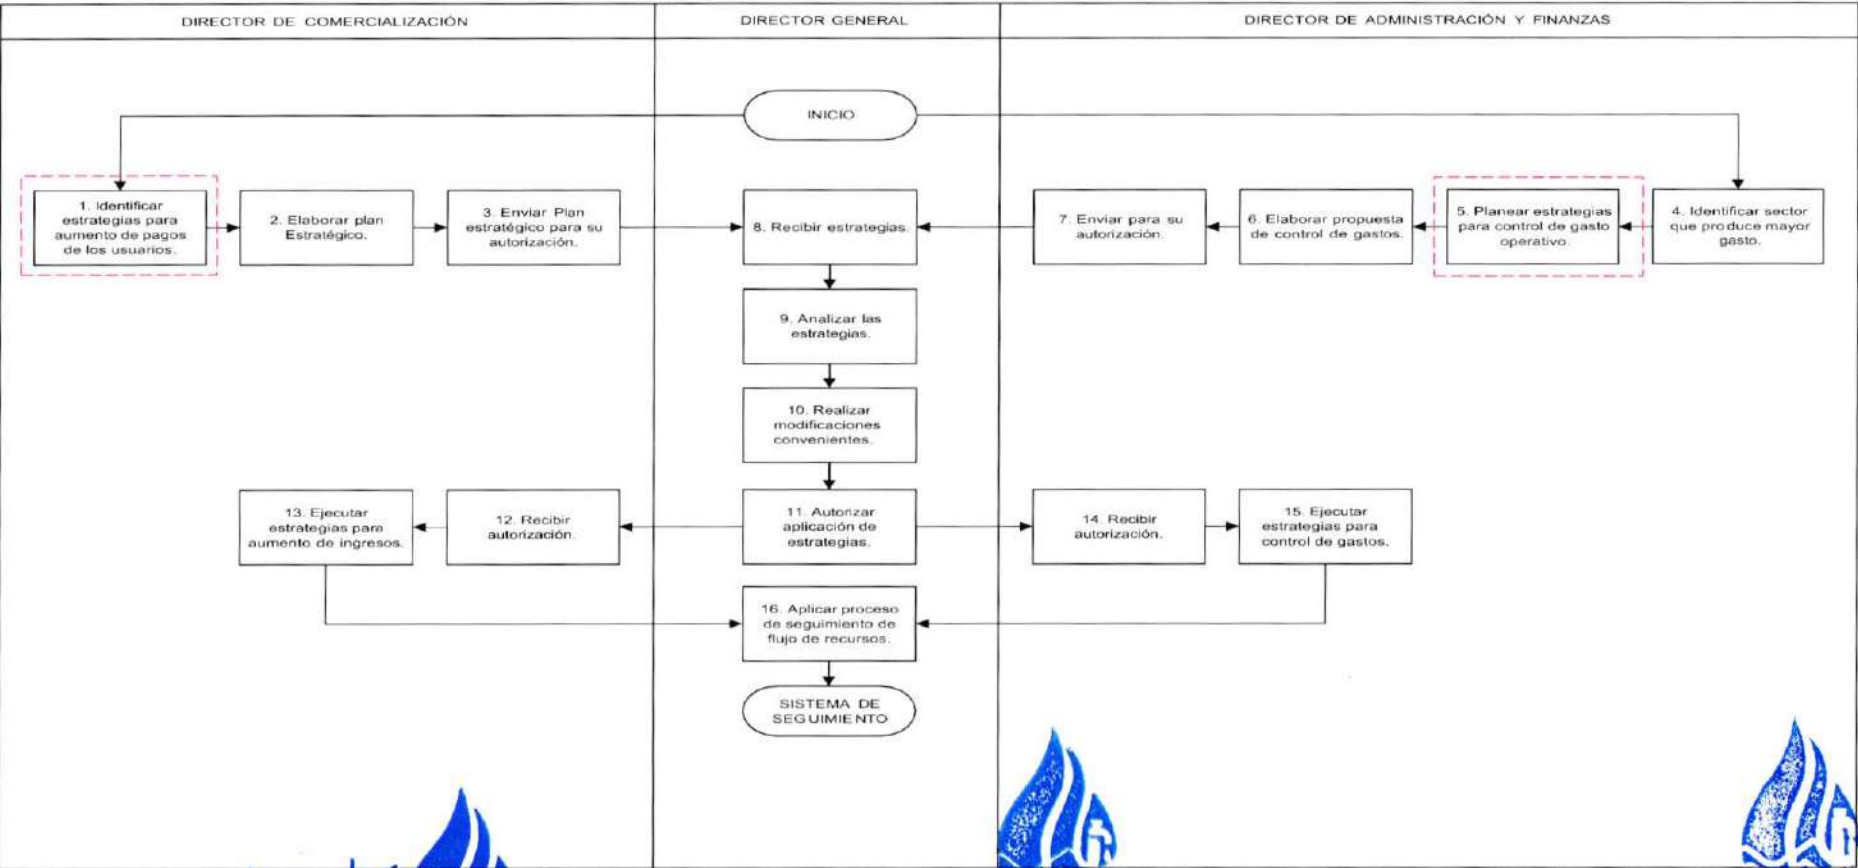 DIRECTOR DE COMERCIALIZACIÓN
DIRECTOR GENERAL
DIRECTOR DE ADMINISTRACIÓN Y FINANZAS
INICIO
1. Identificar
estrategias para
aumento de pagos
de los usuarios.
2. Elaborar plan
Estratégico.
3. Enviar Plan
estratégico para su
autorización.
8. Recibir estrategias.
7. Enviar para su
autorización.
6. Elaborar propuesta
de control de gastos.
5. Planear estrategias
para control de gasto
operativo.
4. Identificar sector
que produce mayor
gasto.
9. Analizar las
estrategias.
10. Realizar
modificaciones
convenientes.
13. Ejecutar
estrategias para
aumento de ingresos.
12. Recibir
autorización.
11. Autorizar
aplicación de
estrategias.
14. Recibir
autorización.
15. Ejecutar
estrategias para
control de gastos.
16. Aplicar proceso
de seguimiento de
flujo de recursos.
SISTEMA DE
SEGUIMIENTO